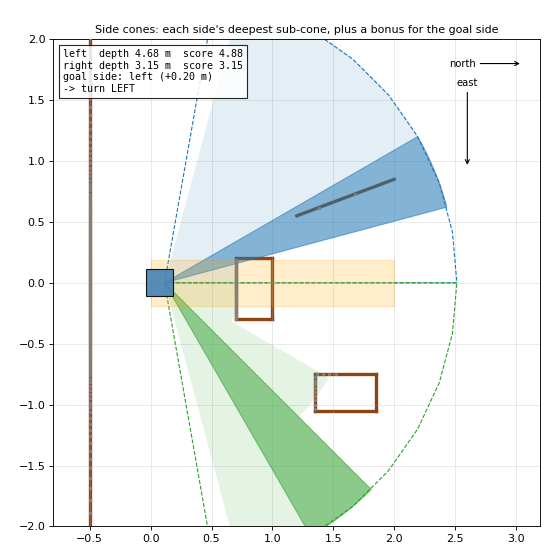 Side cones: each side's deepest sub-cone, plus a bonus for the goal side
left  depth 4.68 m  score 4.88
right depth 3.15 m  score 3.15
goal side: left (+0.20 m)
-> turn LEFT
north
east
2.0
1.5
1.0
0.5
0.0
−0.5
−1.0
−1.5
−2.0
−0.5 0.0 0.5 1.0 1.5 2.0 2.5 3.0